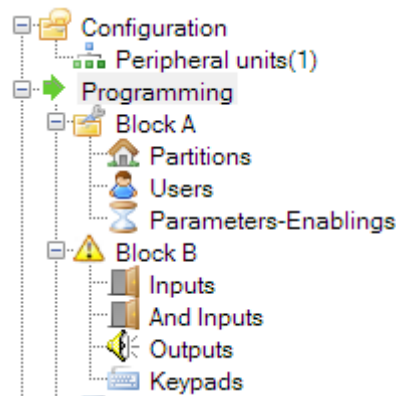 Configuration
Peripheral units(1)
Programming
Block A
Partitions
Users
Parameters-Enablings
Block B
Inputs
And Inputs
Outputs
Keypads